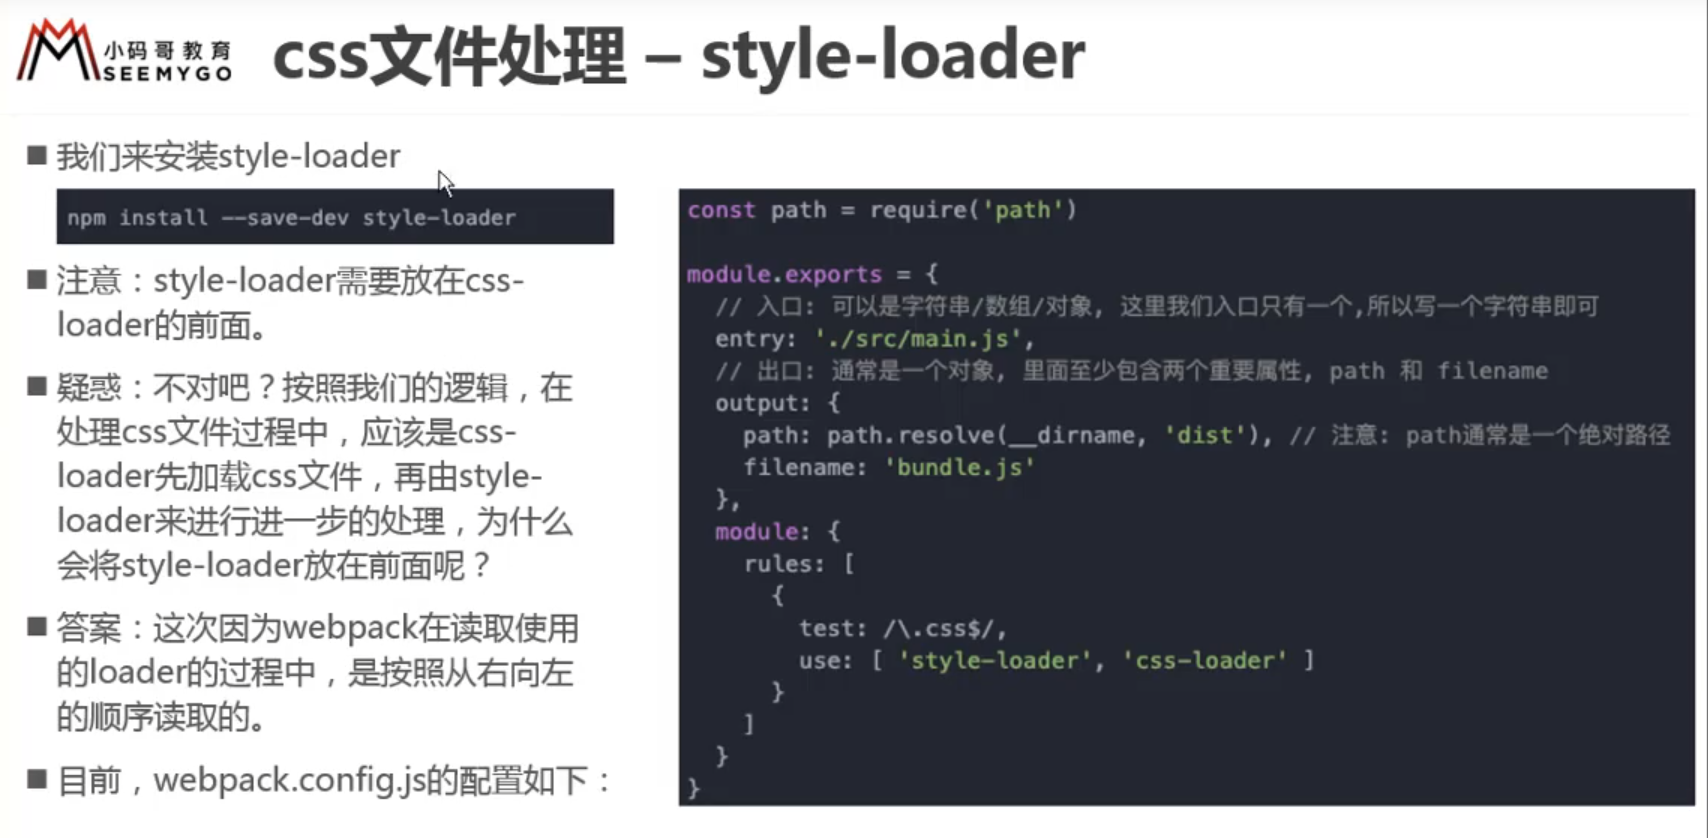 小码哥教育
SEEMYGO
css文件处理 – style-loader
■ 我们来安装style-loader
npm install --save-dev style-loader
■ 注意：style-loader需要放在css-
loader的前面。
■ 疑惑：不对吧？按照我们的逻辑，在
处理css文件过程中，应该是css-
loader先加载css文件，再由style-
loader来进行进一步的处理，为什么
会将style-loader放在前面呢？
■ 答案：这次因为webpack在读取使用
的loader的过程中，是按照从右向左
的顺序读取的。
■ 目前，webpack.config.js的配置如下：
const path = require('path')
module.exports = {
// 入口: 可以是字符串/数组/对象, 这里我们入口只有一个,所以写一个字符串即可
entry: './src/main.js',
// 出口: 通常是一个对象, 里面至少包含两个重要属性, path 和 filename
output: {
path: path.resolve(__dirname, 'dist'), // 注意: path通常是一个绝对路径
filename: 'bundle.js'
},
module: {
rules: [
{
test: /\.css$/,
use: [ 'style-loader', 'css-loader' ]
}
]
}
}